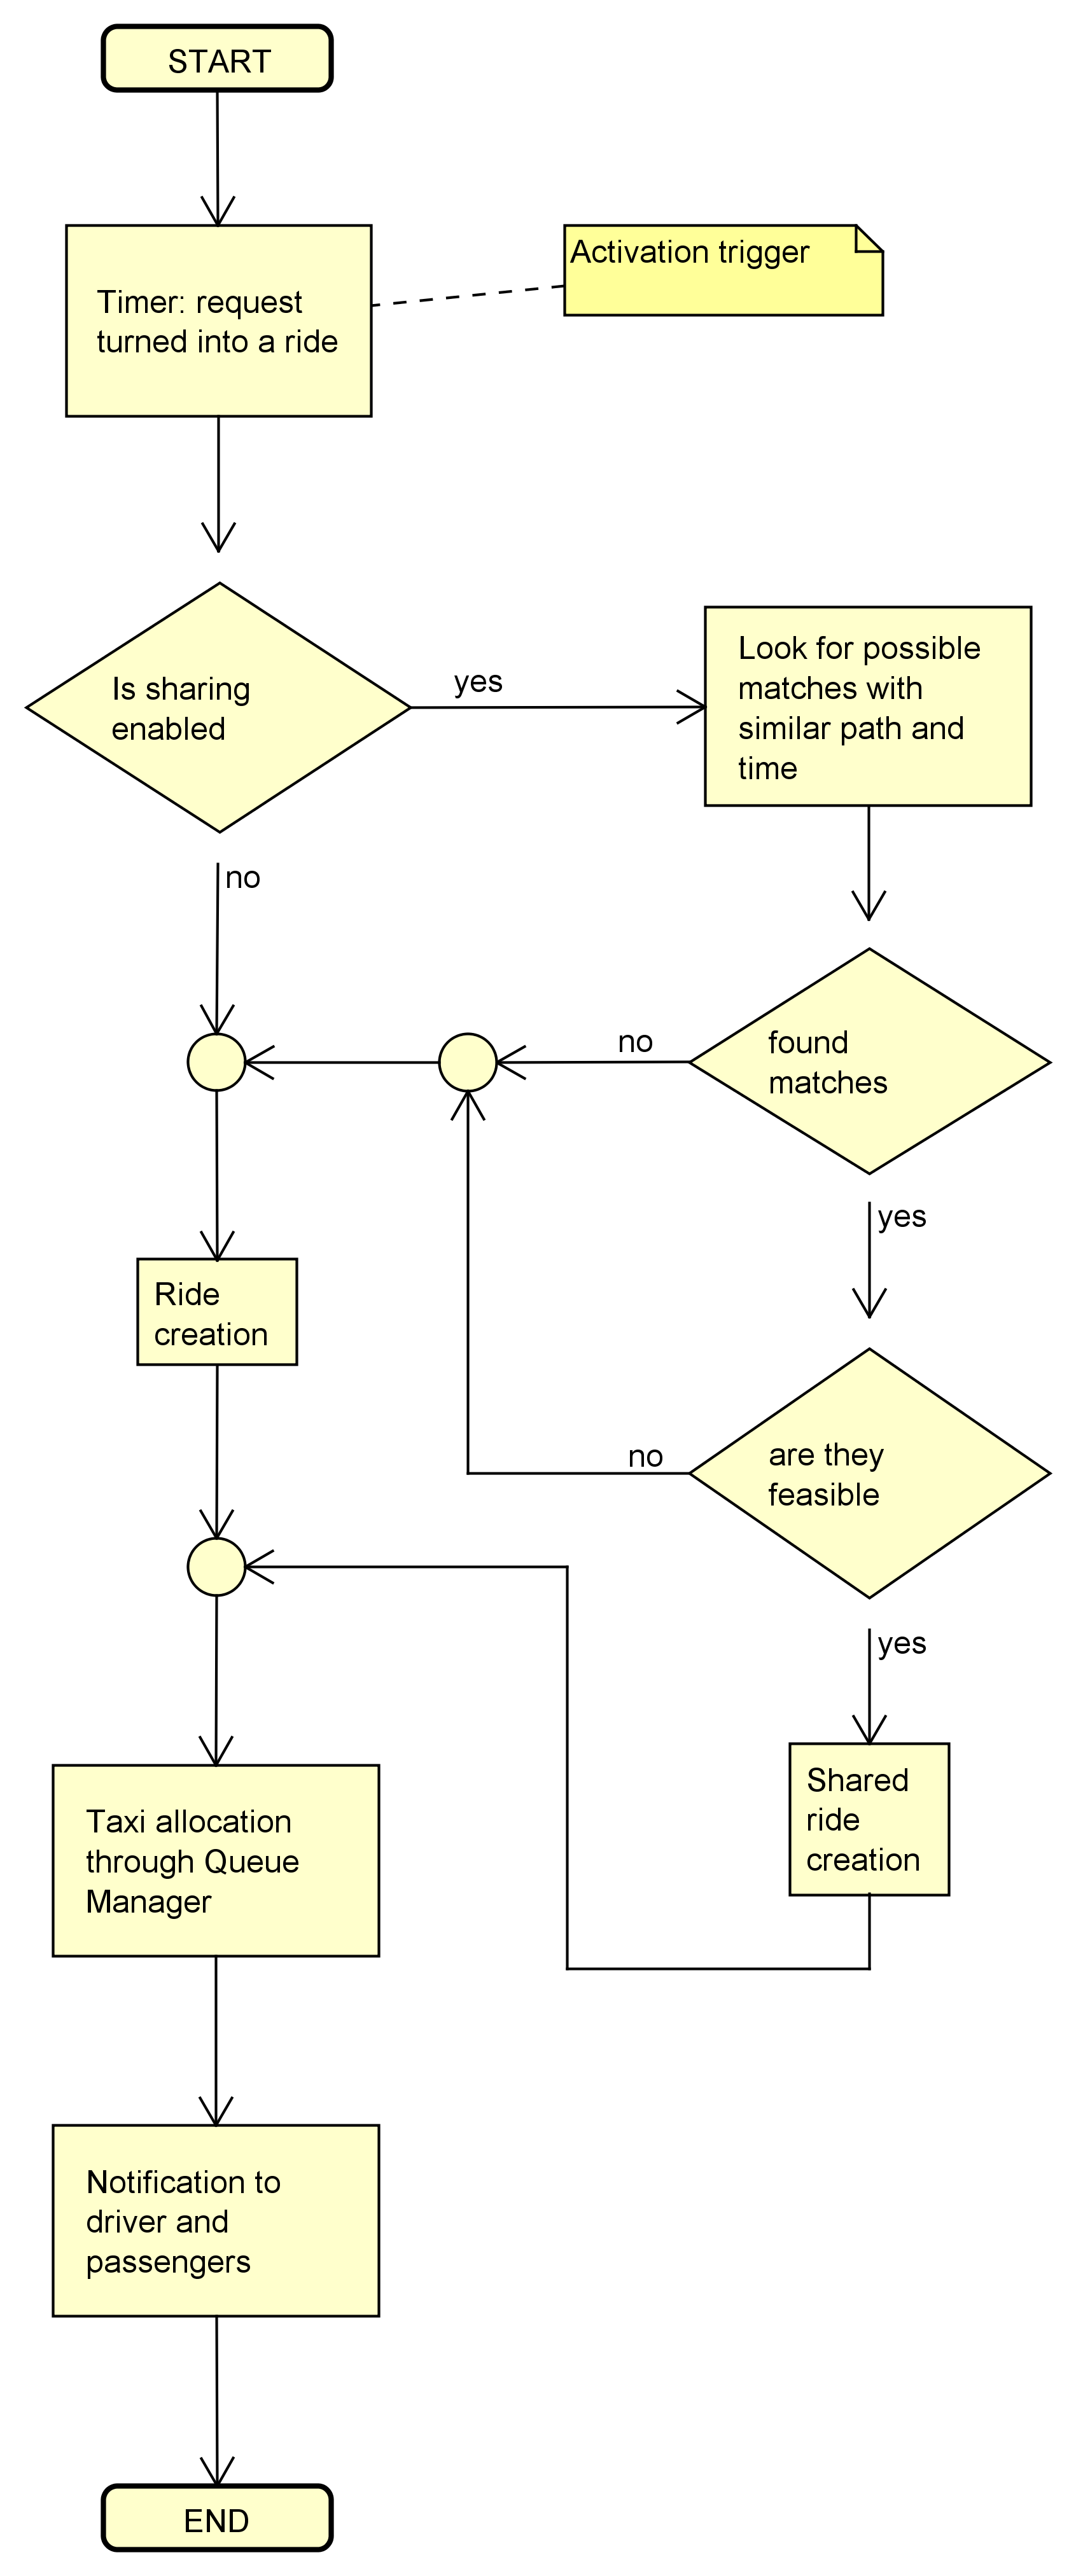 START
Timer: request
turned into a ride
Activation trigger
Is sharing
enabled
yes
Look for possible
matches with
similar path and
time
no
found
matches
no
yes
Ride
creation
are they
feasible
no
yes
Shared
ride
creation
Taxi allocation
through Queue
Manager
Notification to
driver and
passengers
END